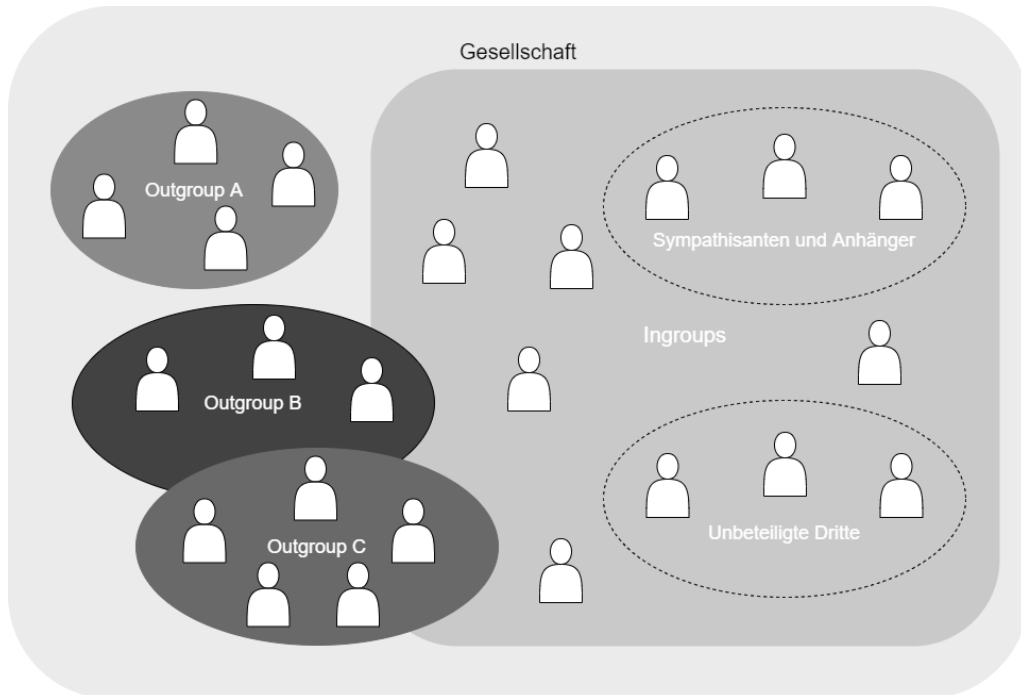 Gesellschaft
Outgroup A
Sympathisanten und Anhänger
Ingroups
Outgroup B
Unbeteiligte Dritte
Outgroup C